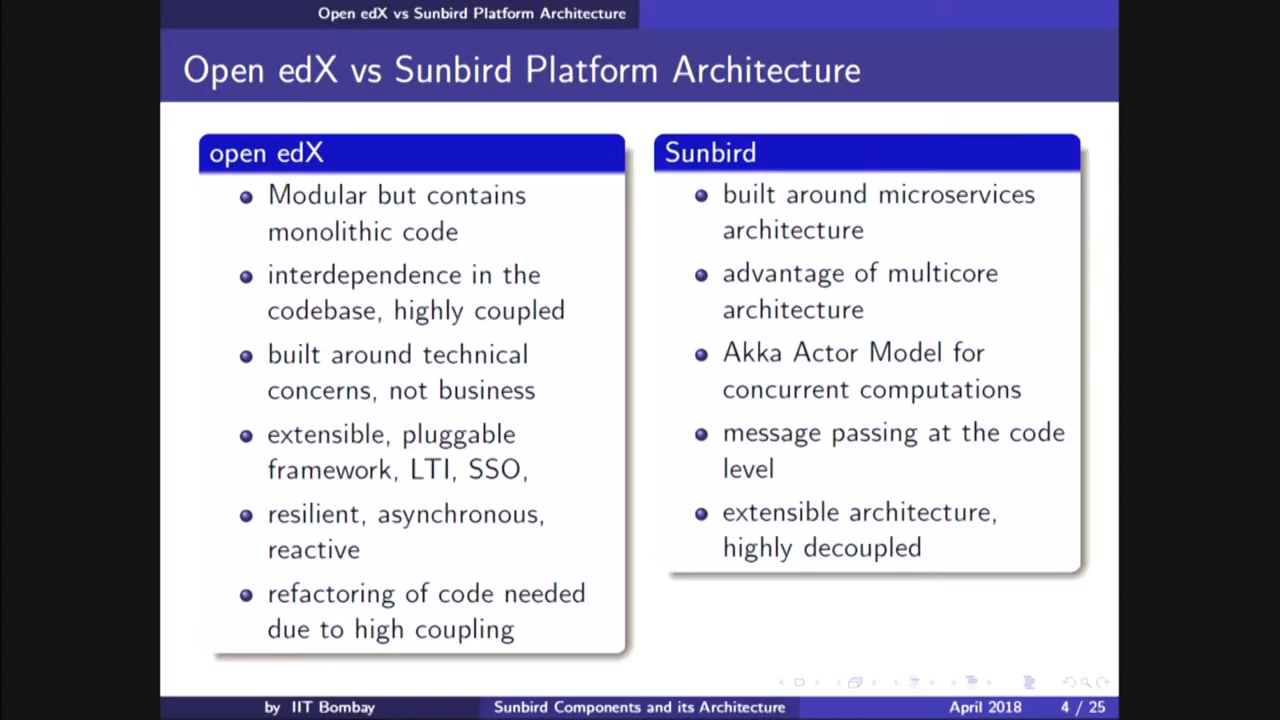 Open edX vs Sunbird Platform Architecture
Open edX vs Sunbird Platform Architecture
open edX
Modular but contains
monolithic code
interdependence in the
codebase, highly coupled
built around technical
concerns, not business
extensible, pluggable
framework, LTI, SSO,
resilient, asynchronous,
reactive
refactoring of code needed
due to high coupling
Sunbird
built around microservices
architecture
advantage of multicore
architecture
Akka Actor Model for
concurrent computations
message passing at the code
level
extensible architecture,
highly decoupled
by IIT Bombay
Sunbird Components and its Architecture
April 2018
4 / 25